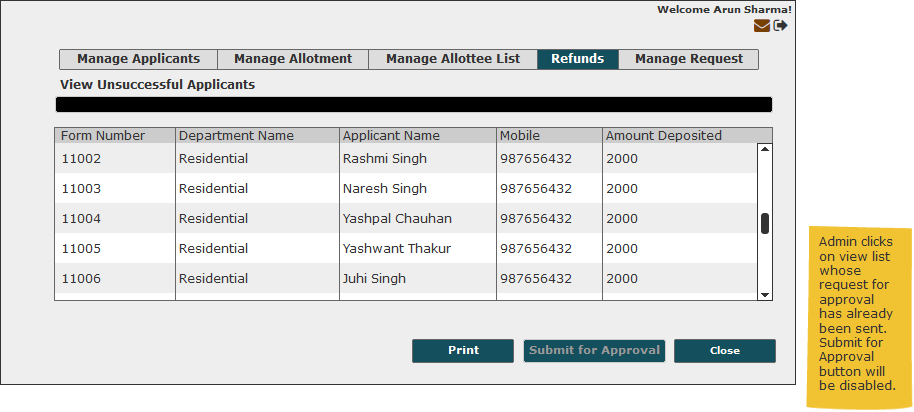 Welcome Arun Sharma!
Manage Applicants Manage Allotment Manage Allottee List Refunds Manage Request
View Unsuccessful Applicants
Form Number Department Name Applicant Name Mobile Amount Deposited
11002 Residential Rashmi Singh 987656432 2000
11003 Residential Naresh Singh 987656432 2000
11004 Residential Yashpal Chauhan 987656432 2000
11005 Residential Yashwant Thakur 987656432 2000
11006 Residential Juhi Singh 987656432 2000
Print Submit for Approval Close
Admin clicks
on view list
whose
request for
approval
has already
been sent.
Submit for
Approval
button will
be disabled.